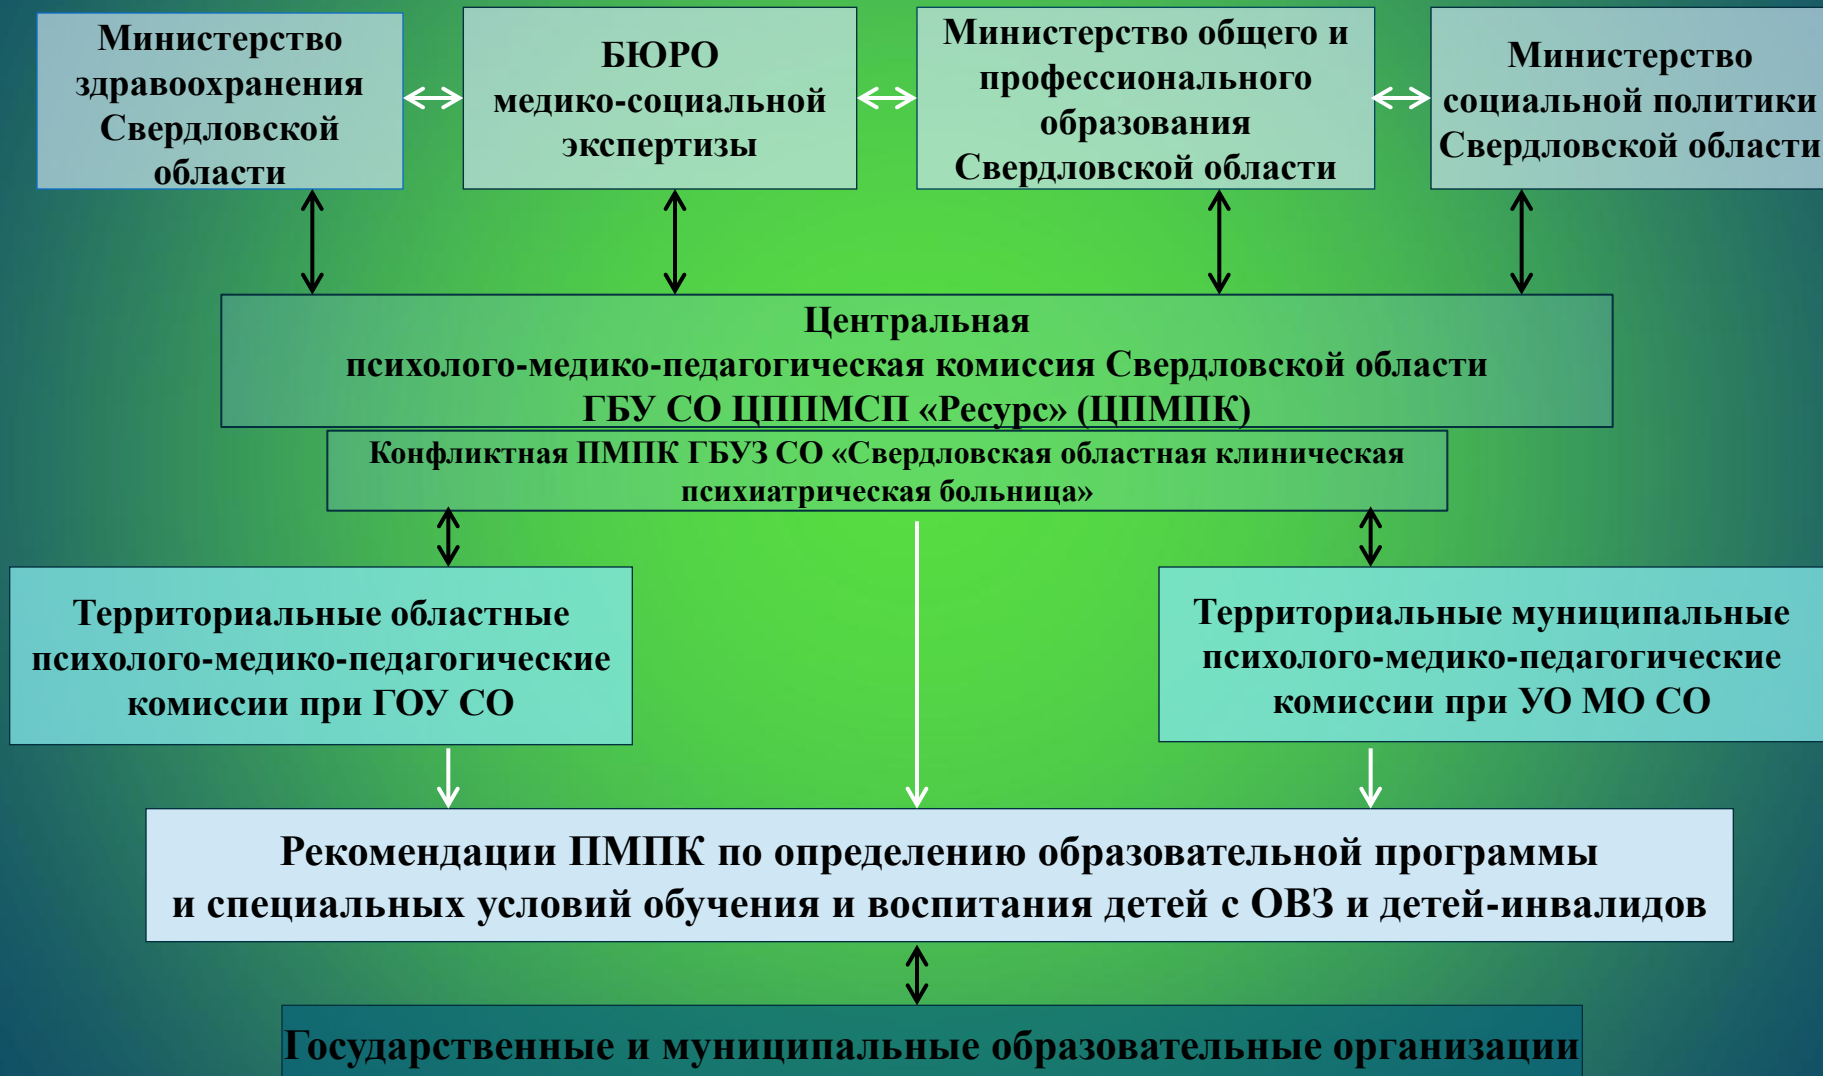 Министерство
здравоохранения
Свердловской
области
БЮРО
медико-социальной
экспертизы
Министерство общего и
профессионального
образования
Свердловской области
Министерство
социальной политики
Свердловской области
Центральная
психолого-медико-педагогическая комиссия Свердловской области
ГБУ СО ЦППМСП «Ресурс» (ЦПМПК)
Конфликтная ПМПК ГБУЗ СО «Свердловская областная клиническая
психиатрическая больница»
Территориальные областные
психолого-медико-педагогические
комиссии при ГОУ СО
Территориальные муниципальные
психолого-медико-педагогические
комиссии при УО МО СО
Рекомендации ПМПК по определению образовательной программы
и специальных условий обучения и воспитания детей с ОВЗ и детей-инвалидов
Государственные и муниципальные образовательные организации